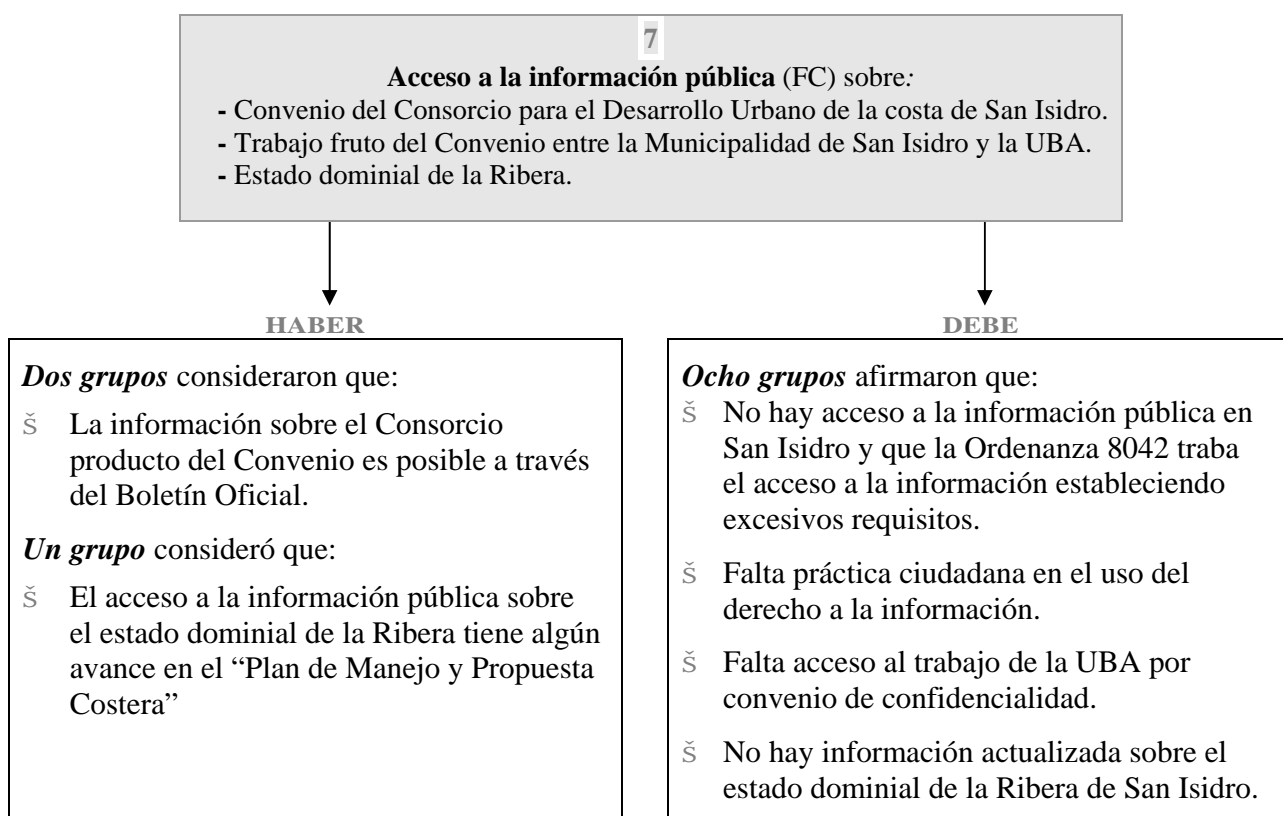 7
Acceso a la información pública (FC) sobre:
- Convenio del Consorcio para el Desarrollo Urbano de la costa de San Isidro.
- Trabajo fruto del Convenio entre la Municipalidad de San Isidro y la UBA.
- Estado dominial de la Ribera.
HABER
Dos grupos consideraron que:
š La información sobre el Consorcio
producto del Convenio es posible a través
del Boletín Oficial.
Un grupo consideró que:
š El acceso a la información pública sobre
el estado dominial de la Ribera tiene algún
avance en el “Plan de Manejo y Propuesta
Costera”
DEBE
Ocho grupos afirmaron que:
š No hay acceso a la información pública en
San Isidro y que la Ordenanza 8042 traba
el acceso a la información estableciendo
excesivos requisitos.
š Falta práctica ciudadana en el uso del
derecho a la información.
š Falta acceso al trabajo de la UBA por
convenio de confidencialidad.
š No hay información actualizada sobre el
estado dominial de la Ribera de San Isidro.